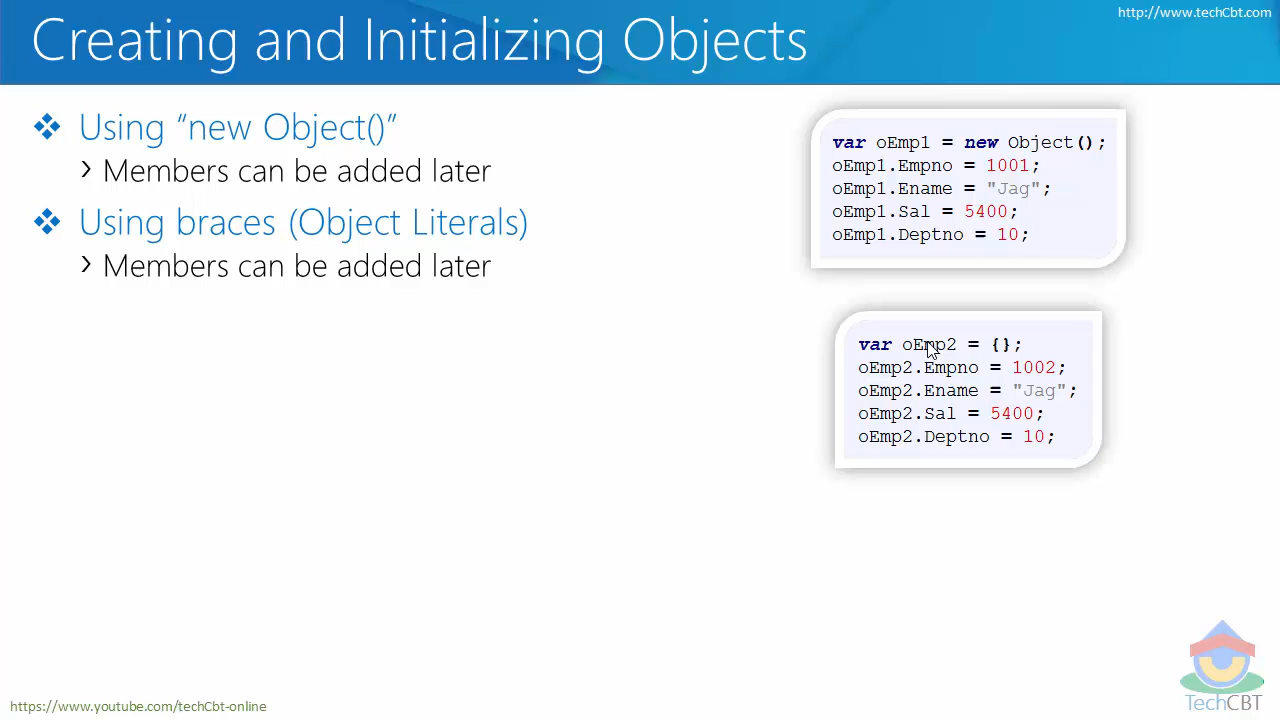 http://www.techCbt.com
Creating and Initializing Objects
Using “new Object()”
Members can be added later
Using braces (Object Literals)
Members can be added later
var oEmp1 = new Object();
oEmp1.Empno = 1001;
oEmp1.Ename = "Jag";
oEmp1.Sal = 5400;
oEmp1.Deptno = 10;
var oEmp2 = {};
oEmp2.Empno = 1002;
oEmp2.Ename = "Jag";
oEmp2.Sal = 5400;
oEmp2.Deptno = 10;
https://www.youtube.com/techCbt-online
TechCBT